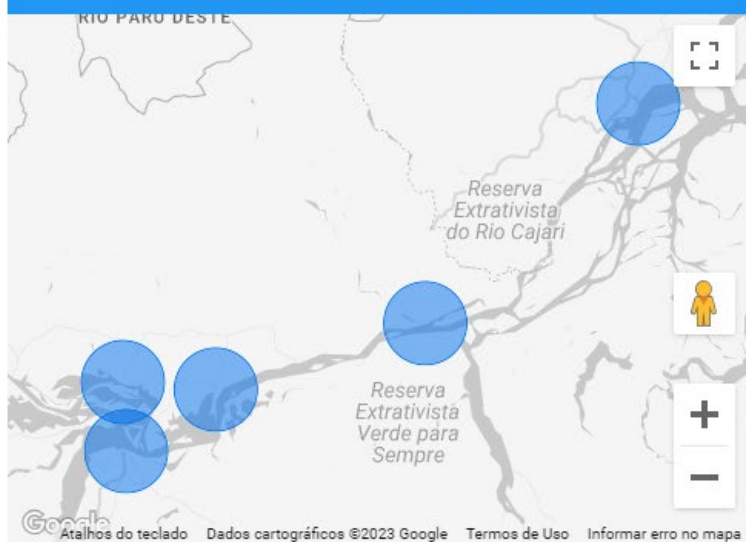 RIO PARU DESTE
Reserva
Extrativista
do Rio Cajari
Reserva
Extrativista
Verde para
Sempre
Google
Atalhos do teclado Dados cartográficos ©2023 Google Termos de Uso Informar erro no mapa